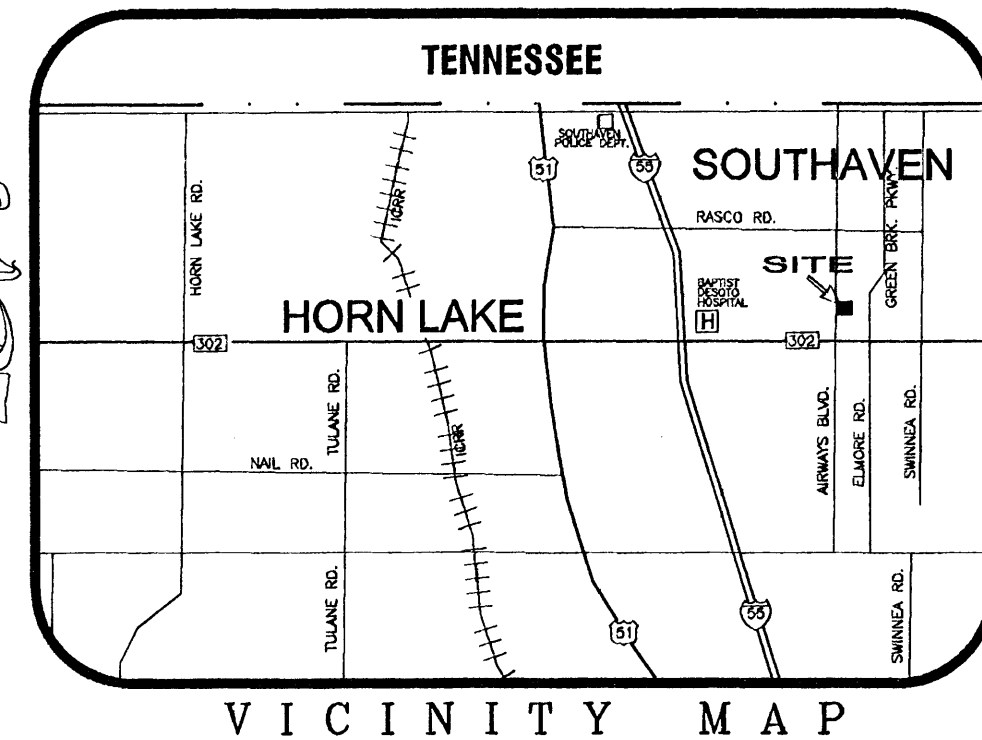 TENNESSEE
SOUTHAVEN
POLICE DEPT.
51
55
SOUTHAVEN
HORN LAKE RD.
ICRR
RASCO RD.
GREEN BRK. PKWY.
SITE
BAPTIST
DESOTO
HOSPITAL
H
HORN LAKE
302
302
TULANE RD.
ICRR
NAIL RD.
AIRWAYS BLVD.
ELMORE RD.
SWINNEA RD.
TULANE RD.
51
55
SWINNEA RD.
VICINITY MAP